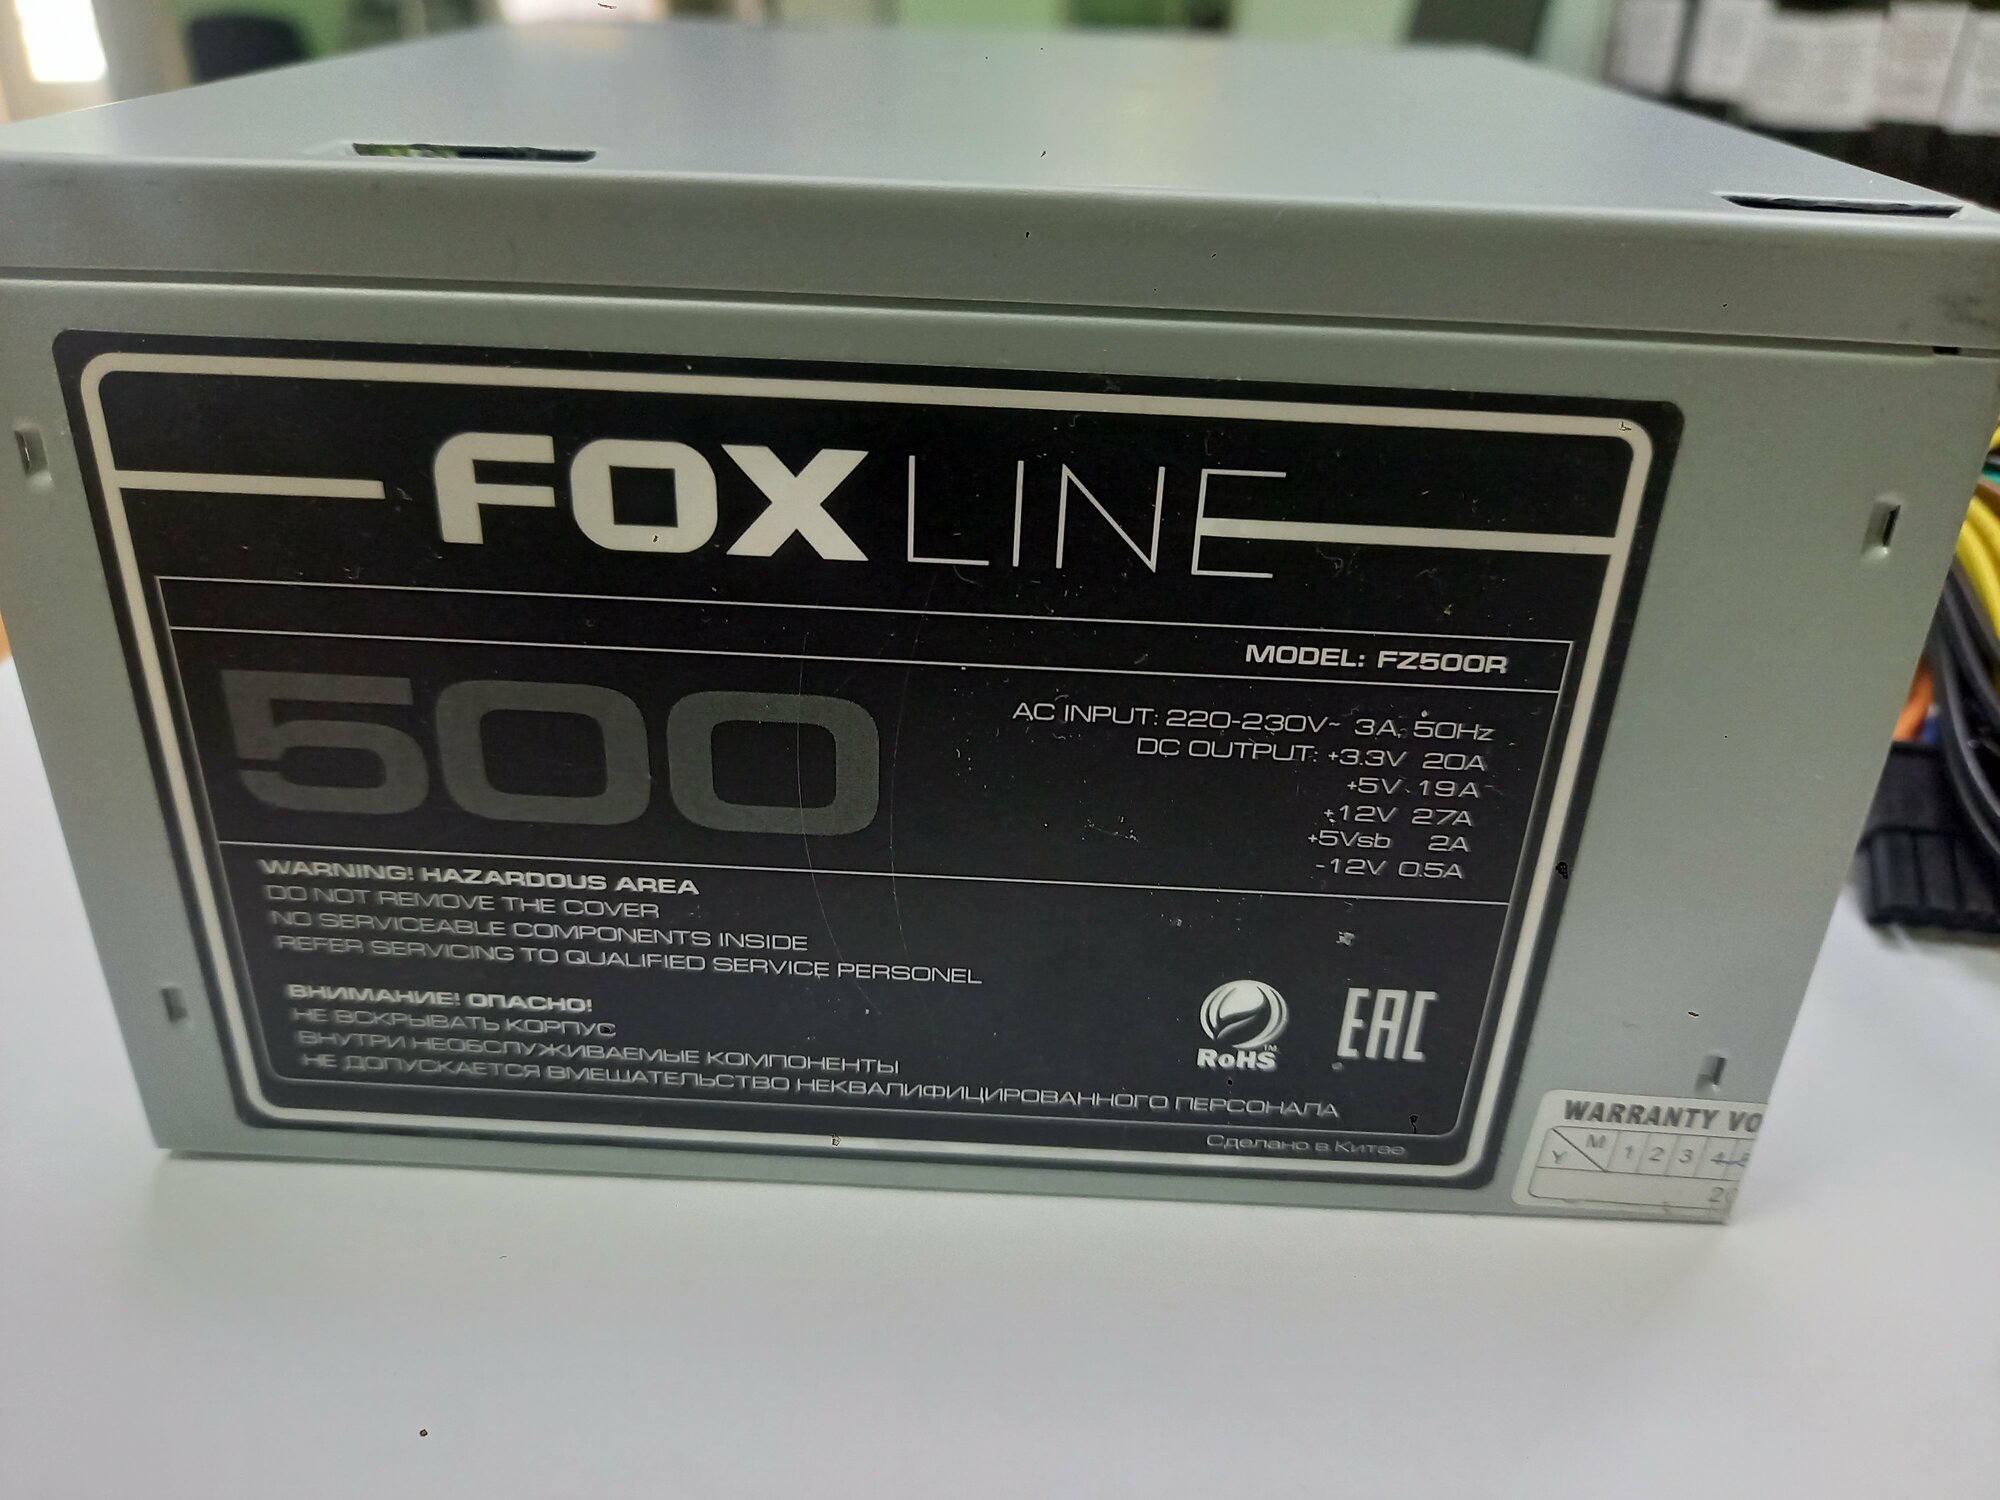 FOXLINE
MODEL: FZ500R
500
AC INPUT: 220-230V~ 3A, 50Hz
DC OUTPUT: +3.3V 20A
+5V 19A
+12V 27A
+5Vsb 2A
-12V 0.5A
WARNING! HAZARDOUS AREA
DO NOT REMOVE THE COVER
NO SERVICEABLE COMPONENTS INSIDE
REFER SERVICING TO QUALIFIED SERVICE PERSONEL
ВНИМАНИЕ! ОПАСНО!
НЕ ВСКРЫВАТЬ КОРПУС
ВНУТРИ НЕОБСЛУЖИВАЕМЫЕ КОМПОНЕНТЫ
НЕ ДОПУСКАЕТСЯ ВМЕШАТЕЛЬСТВО НЕКВАЛИФИЦИРОВАННОГО ПЕРСОНАЛА
RoHS TM
EAC
Сделано в Китае
WARRANTY VO
Y M 1 2 3 4